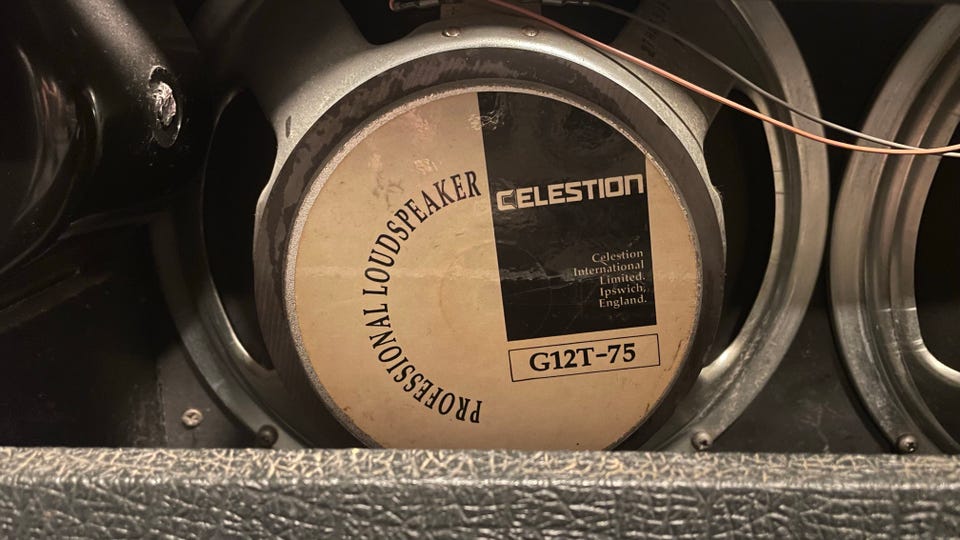 PROFESSIONAL LOUDSPEAKER
CELESTION
Celestion
International
Limited.
Ipswich,
England.
G12T-75